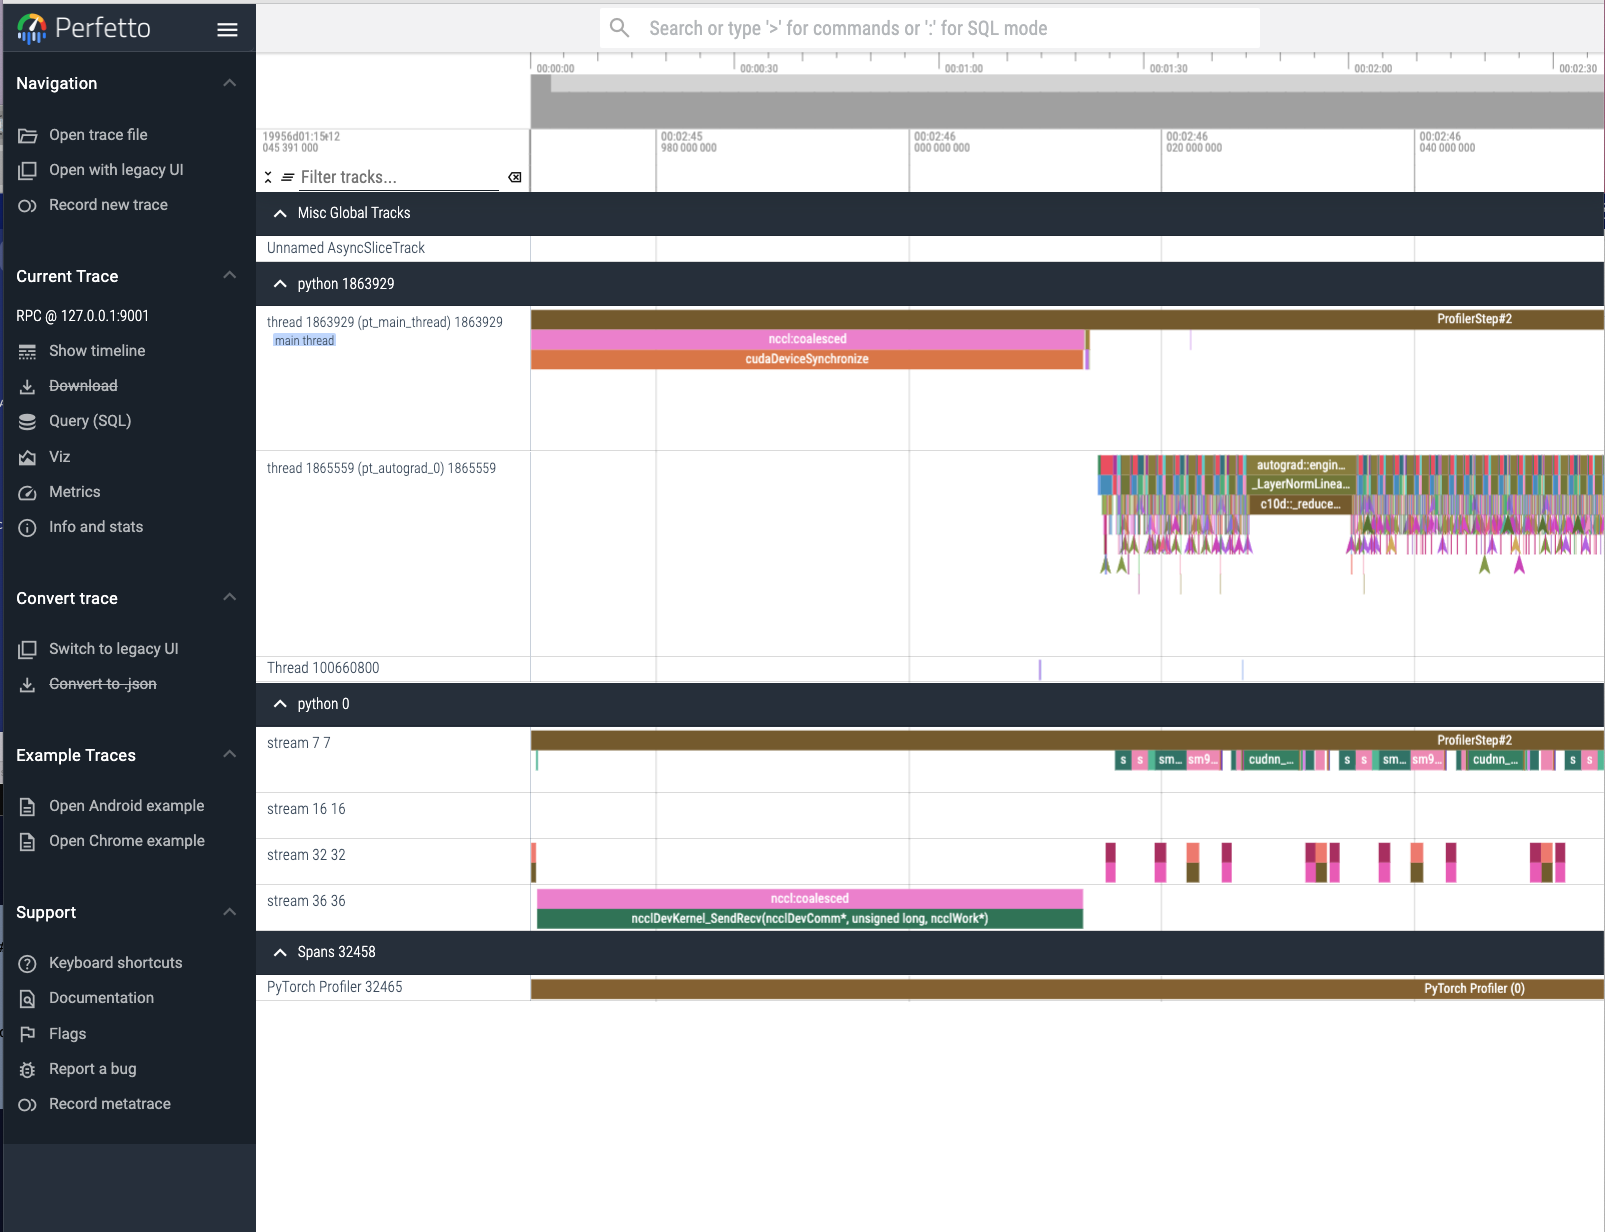 Perfetto
Search or type '>' for commands or ':' for SQL mode
Navigation
Open trace file
Open with legacy UI
Record new trace
Current Trace
RPC @ 127.0.0.1:9001
Show timeline
Download
Query (SQL)
Viz
Metrics
Info and stats
Convert trace
Switch to legacy UI
Convert to .json
Example Traces
Open Android example
Open Chrome example
Support
Keyboard shortcuts
Documentation
Flags
Report a bug
Record metatrace
00:00:00 00:00:30 00:01:00 00:01:30 00:02:00 00:02:30
045 391 000
00:02:45 00:02:46 00:02:46 00:02:46
980 000 000 000 000 000 020 000 000 040 000 000
Filter tracks...
Misc Global Tracks
Unnamed AsyncSliceTrack
python 1863929
thread 1863929 (pt_main_thread) 1863929
main thread
ProfilerStep#2
nccl:coalesced
cudaDeviceSynchronize
thread 1865559 (pt_autograd_0) 1865559
autograd::engin...
_LayerNormLinea...
c10d::_reduce...
Thread 100660800
python 0
stream 7 7
ProfilerStep#2
s s sm... sm9... cudnn_... s s sm... sm9... cudnn_... s s
stream 16 16
stream 32 32
stream 36 36
nccl:coalesced
ncclDevKernel_SendRecv(ncclDevComm*, unsigned long, ncclWork*)
Spans 32458
PyTorch Profiler 32465
PyTorch Profiler (0)